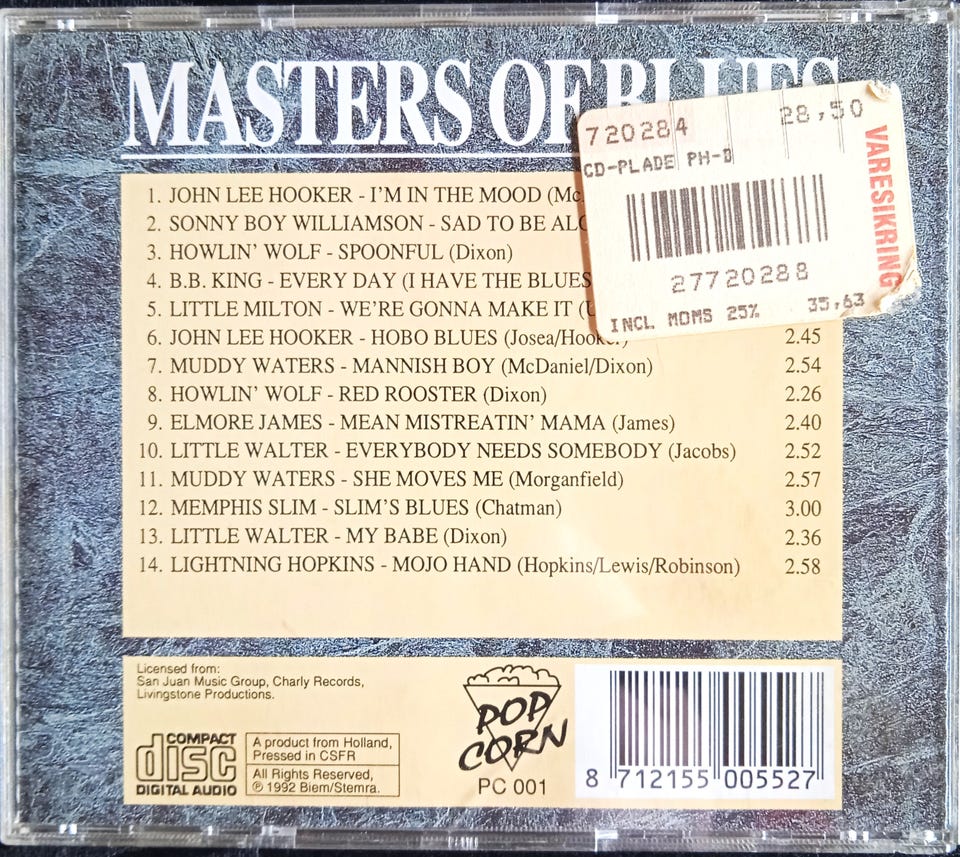 MASTERS OF BLUES
720284 28,50
CD-PLADE PH-B
VARESIKRING
27720288
INCL MOMS 25% 35,63
1. JOHN LEE HOOKER - I'M IN THE MOOD (Mc
2. SONNY BOY WILLIAMSON - SAD TO BE ALO
3. HOWLIN' WOLF - SPOONFUL (Dixon)
4. B.B. KING - EVERY DAY (I HAVE THE BLUES
5. LITTLE MILTON - WE'RE GONNA MAKE IT (
6. JOHN LEE HOOKER - HOBO BLUES (Josea/Hooker) 2.45
7. MUDDY WATERS - MANNISH BOY (McDaniel/Dixon) 2.54
8. HOWLIN' WOLF - RED ROOSTER (Dixon) 2.26
9. ELMORE JAMES - MEAN MISTREATIN' MAMA (James) 2.40
10. LITTLE WALTER - EVERYBODY NEEDS SOMEBODY (Jacobs) 2.52
11. MUDDY WATERS - SHE MOVES ME (Morganfield) 2.57
12. MEMPHIS SLIM - SLIM'S BLUES (Chatman) 3.00
13. LITTLE WALTER - MY BABE (Dixon) 2.36
14. LIGHTNING HOPKINS - MOJO HAND (Hopkins/Lewis/Robinson) 2.58
Licensed from:
San Juan Music Group, Charly Records,
Livingstone Productions.
COMPACT
disc
DIGITAL AUDIO
A product from Holland,
Pressed in CSFR
All Rights Reserved,
℗ 1992 Biem/Stemra.
POP
CORN
PC 001
8 712155 005527